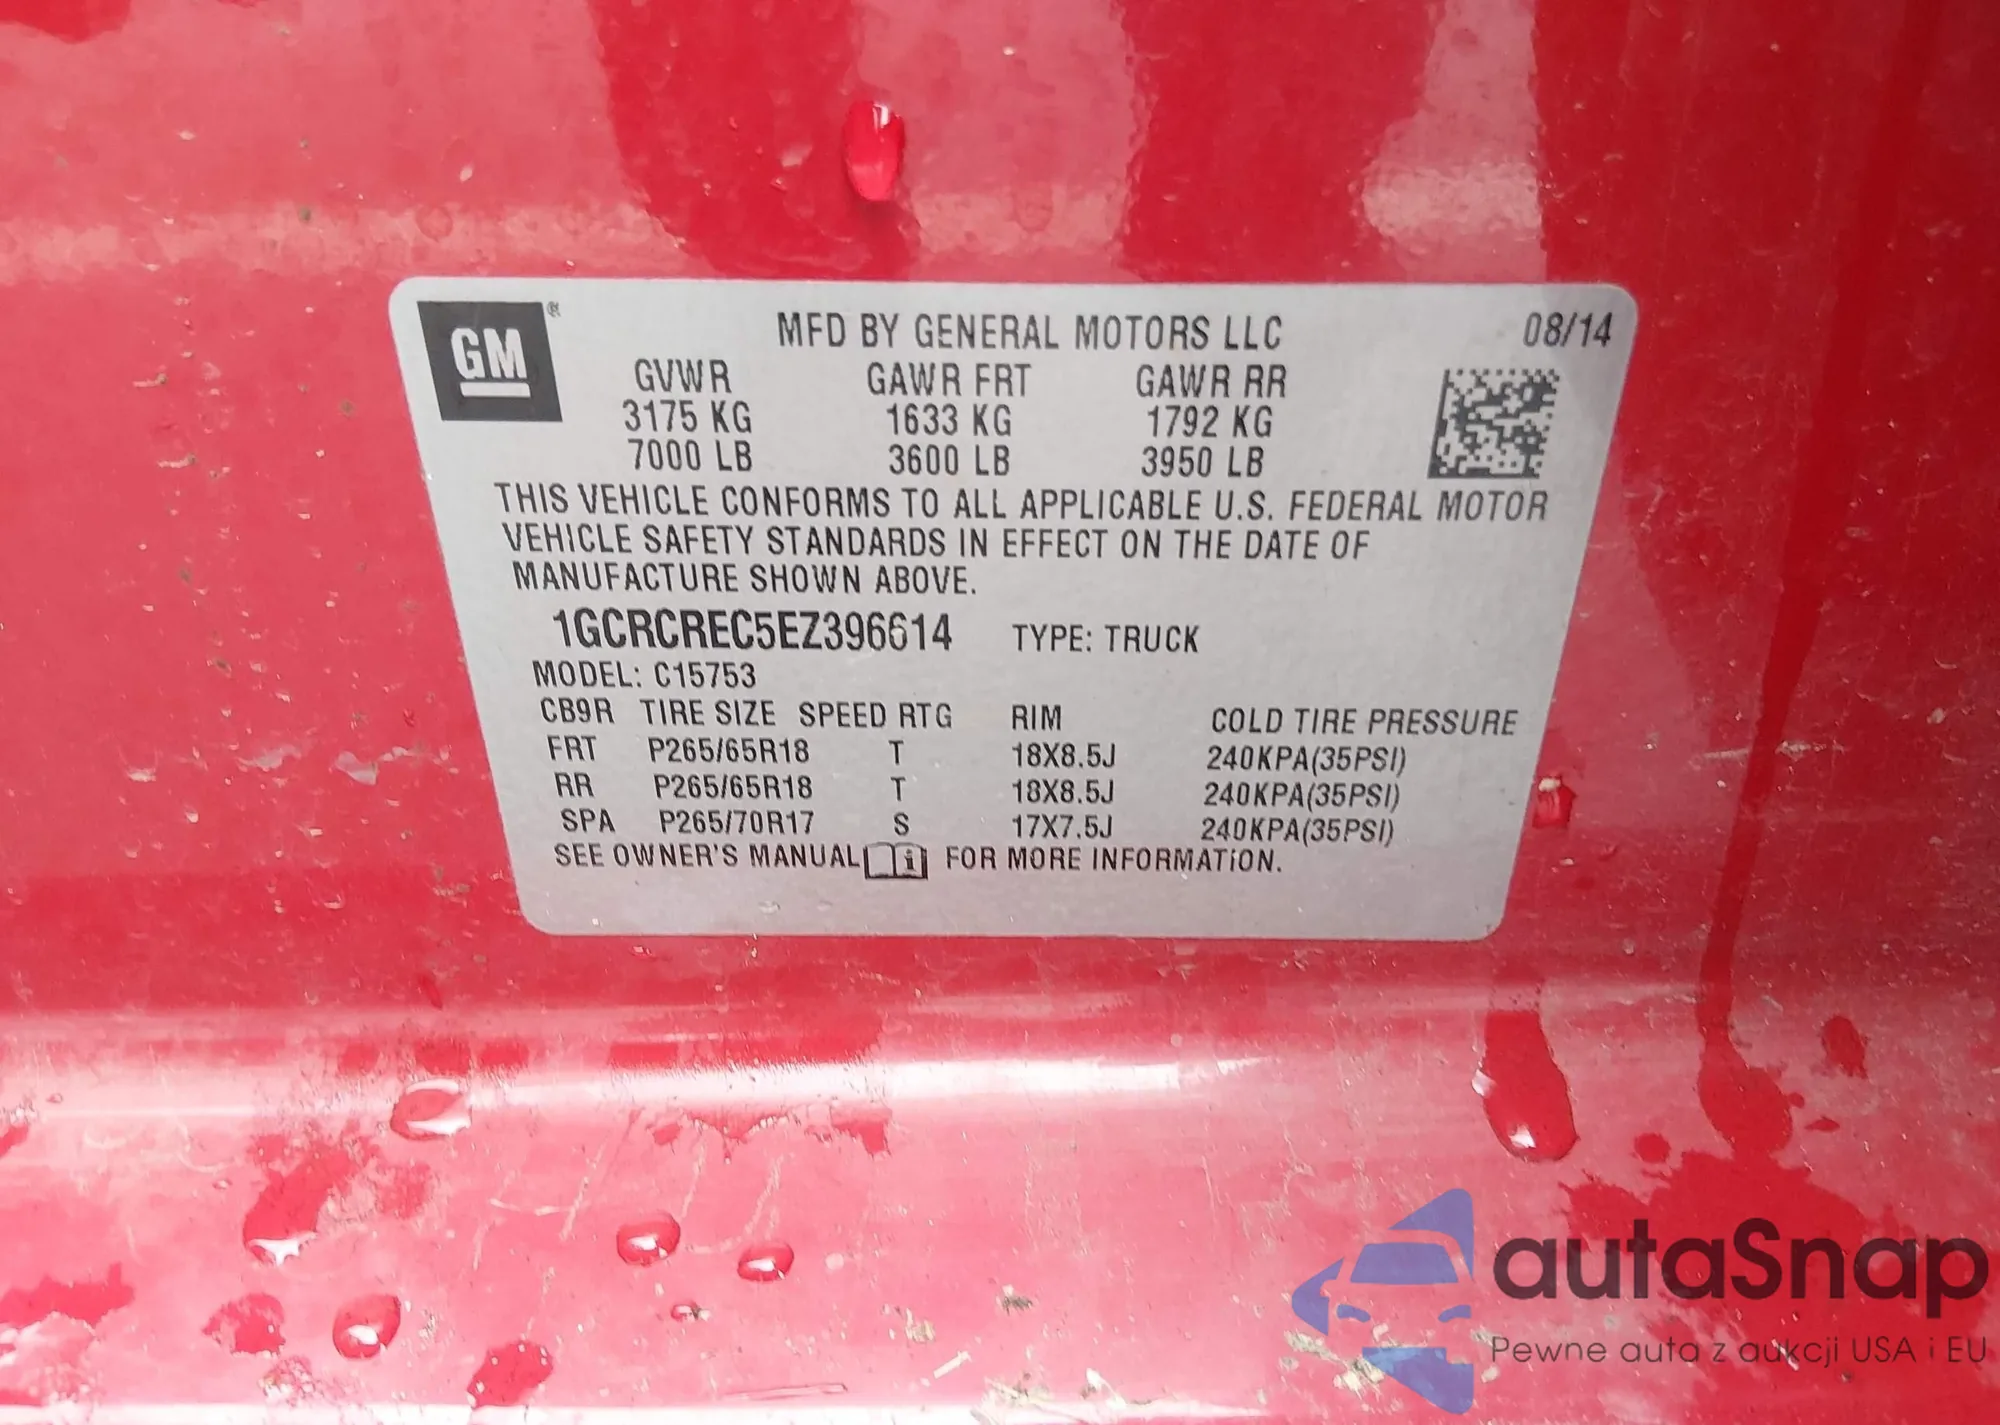 GM ®
MFD BY GENERAL MOTORS LLC 08/14
GVWR GAWR FRT GAWR RR
3175 KG 1633 KG 1792 KG
7000 LB 3600 LB 3950 LB
THIS VEHICLE CONFORMS TO ALL APPLICABLE U.S. FEDERAL MOTOR
VEHICLE SAFETY STANDARDS IN EFFECT ON THE DATE OF
MANUFACTURE SHOWN ABOVE.
1GCRCREC5EZ396614 TYPE: TRUCK
MODEL: C15753
CB9R TIRE SIZE SPEED RTG RIM COLD TIRE PRESSURE
FRT P265/65R18 T 18X8.5J 240KPA(35PSI)
RR P265/65R18 T 18X8.5J 240KPA(35PSI)
SPA P265/70R17 S 17X7.5J 240KPA(35PSI)
SEE OWNER'S MANUAL i FOR MORE INFORMATION.
autaSnap
Pewne auta z aukcji USA i EU